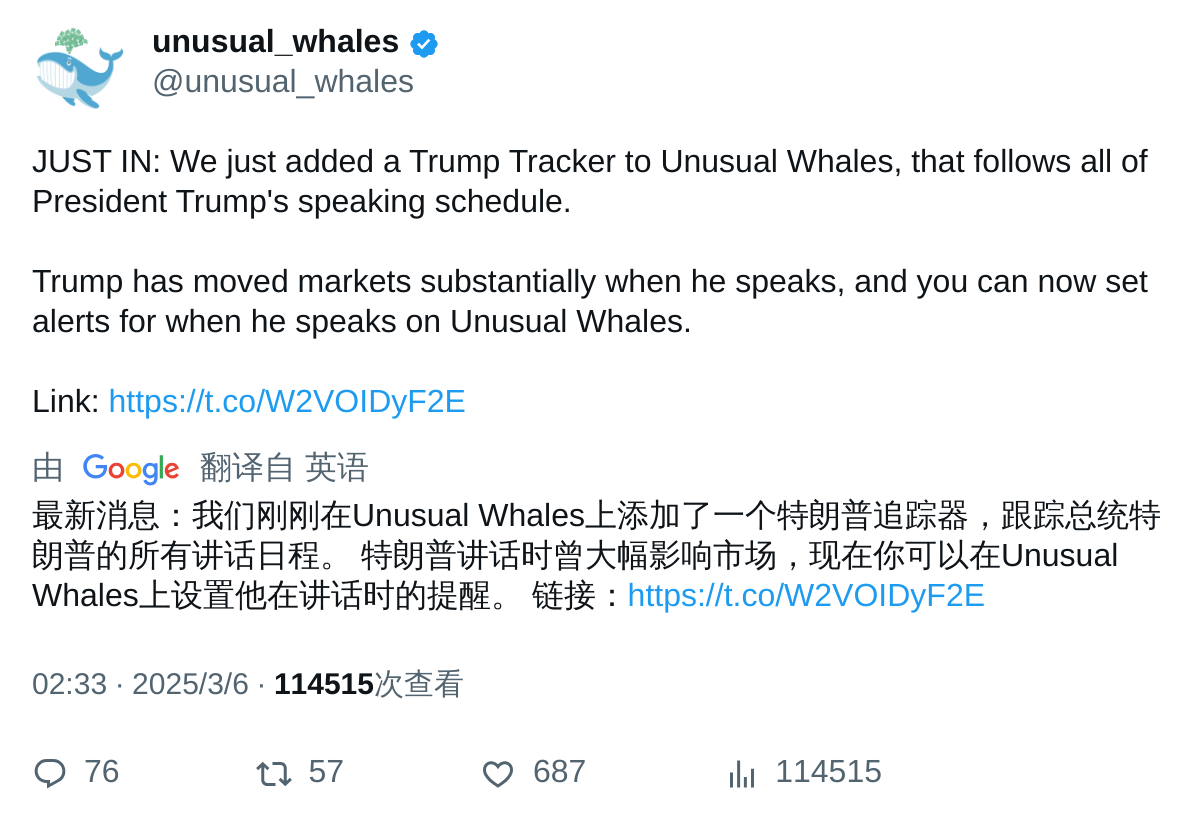 unusual_whales
@unusual_whales
JUST IN: We just added a Trump Tracker to Unusual Whales, that follows all of
President Trump's speaking schedule.
Trump has moved markets substantially when he speaks, and you can now set
alerts for when he speaks on Unusual Whales.
Link: https://t.co/W2VOIDyF2E
由 Google 翻译自 英语
最新消息：我们刚刚在Unusual Whales上添加了一个特朗普追踪器，跟踪总统特
朗普的所有讲话日程。 特朗普讲话时曾大幅影响市场，现在你可以在Unusual
Whales上设置他在讲话时的提醒。 链接：https://t.co/W2VOIDyF2E
02:33 · 2025/3/6 · 114515次查看
76 57 687 114515